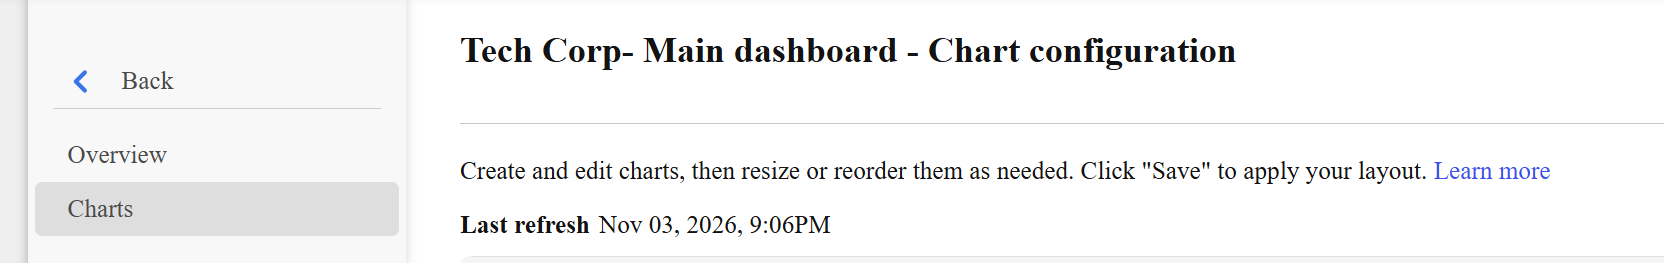 Back
Overview
Charts
Tech Corp- Main dashboard - Chart configuration
Create and edit charts, then resize or reorder them as needed. Click "Save" to apply your layout. Learn more
Last refresh Nov 03, 2026, 9:06PM